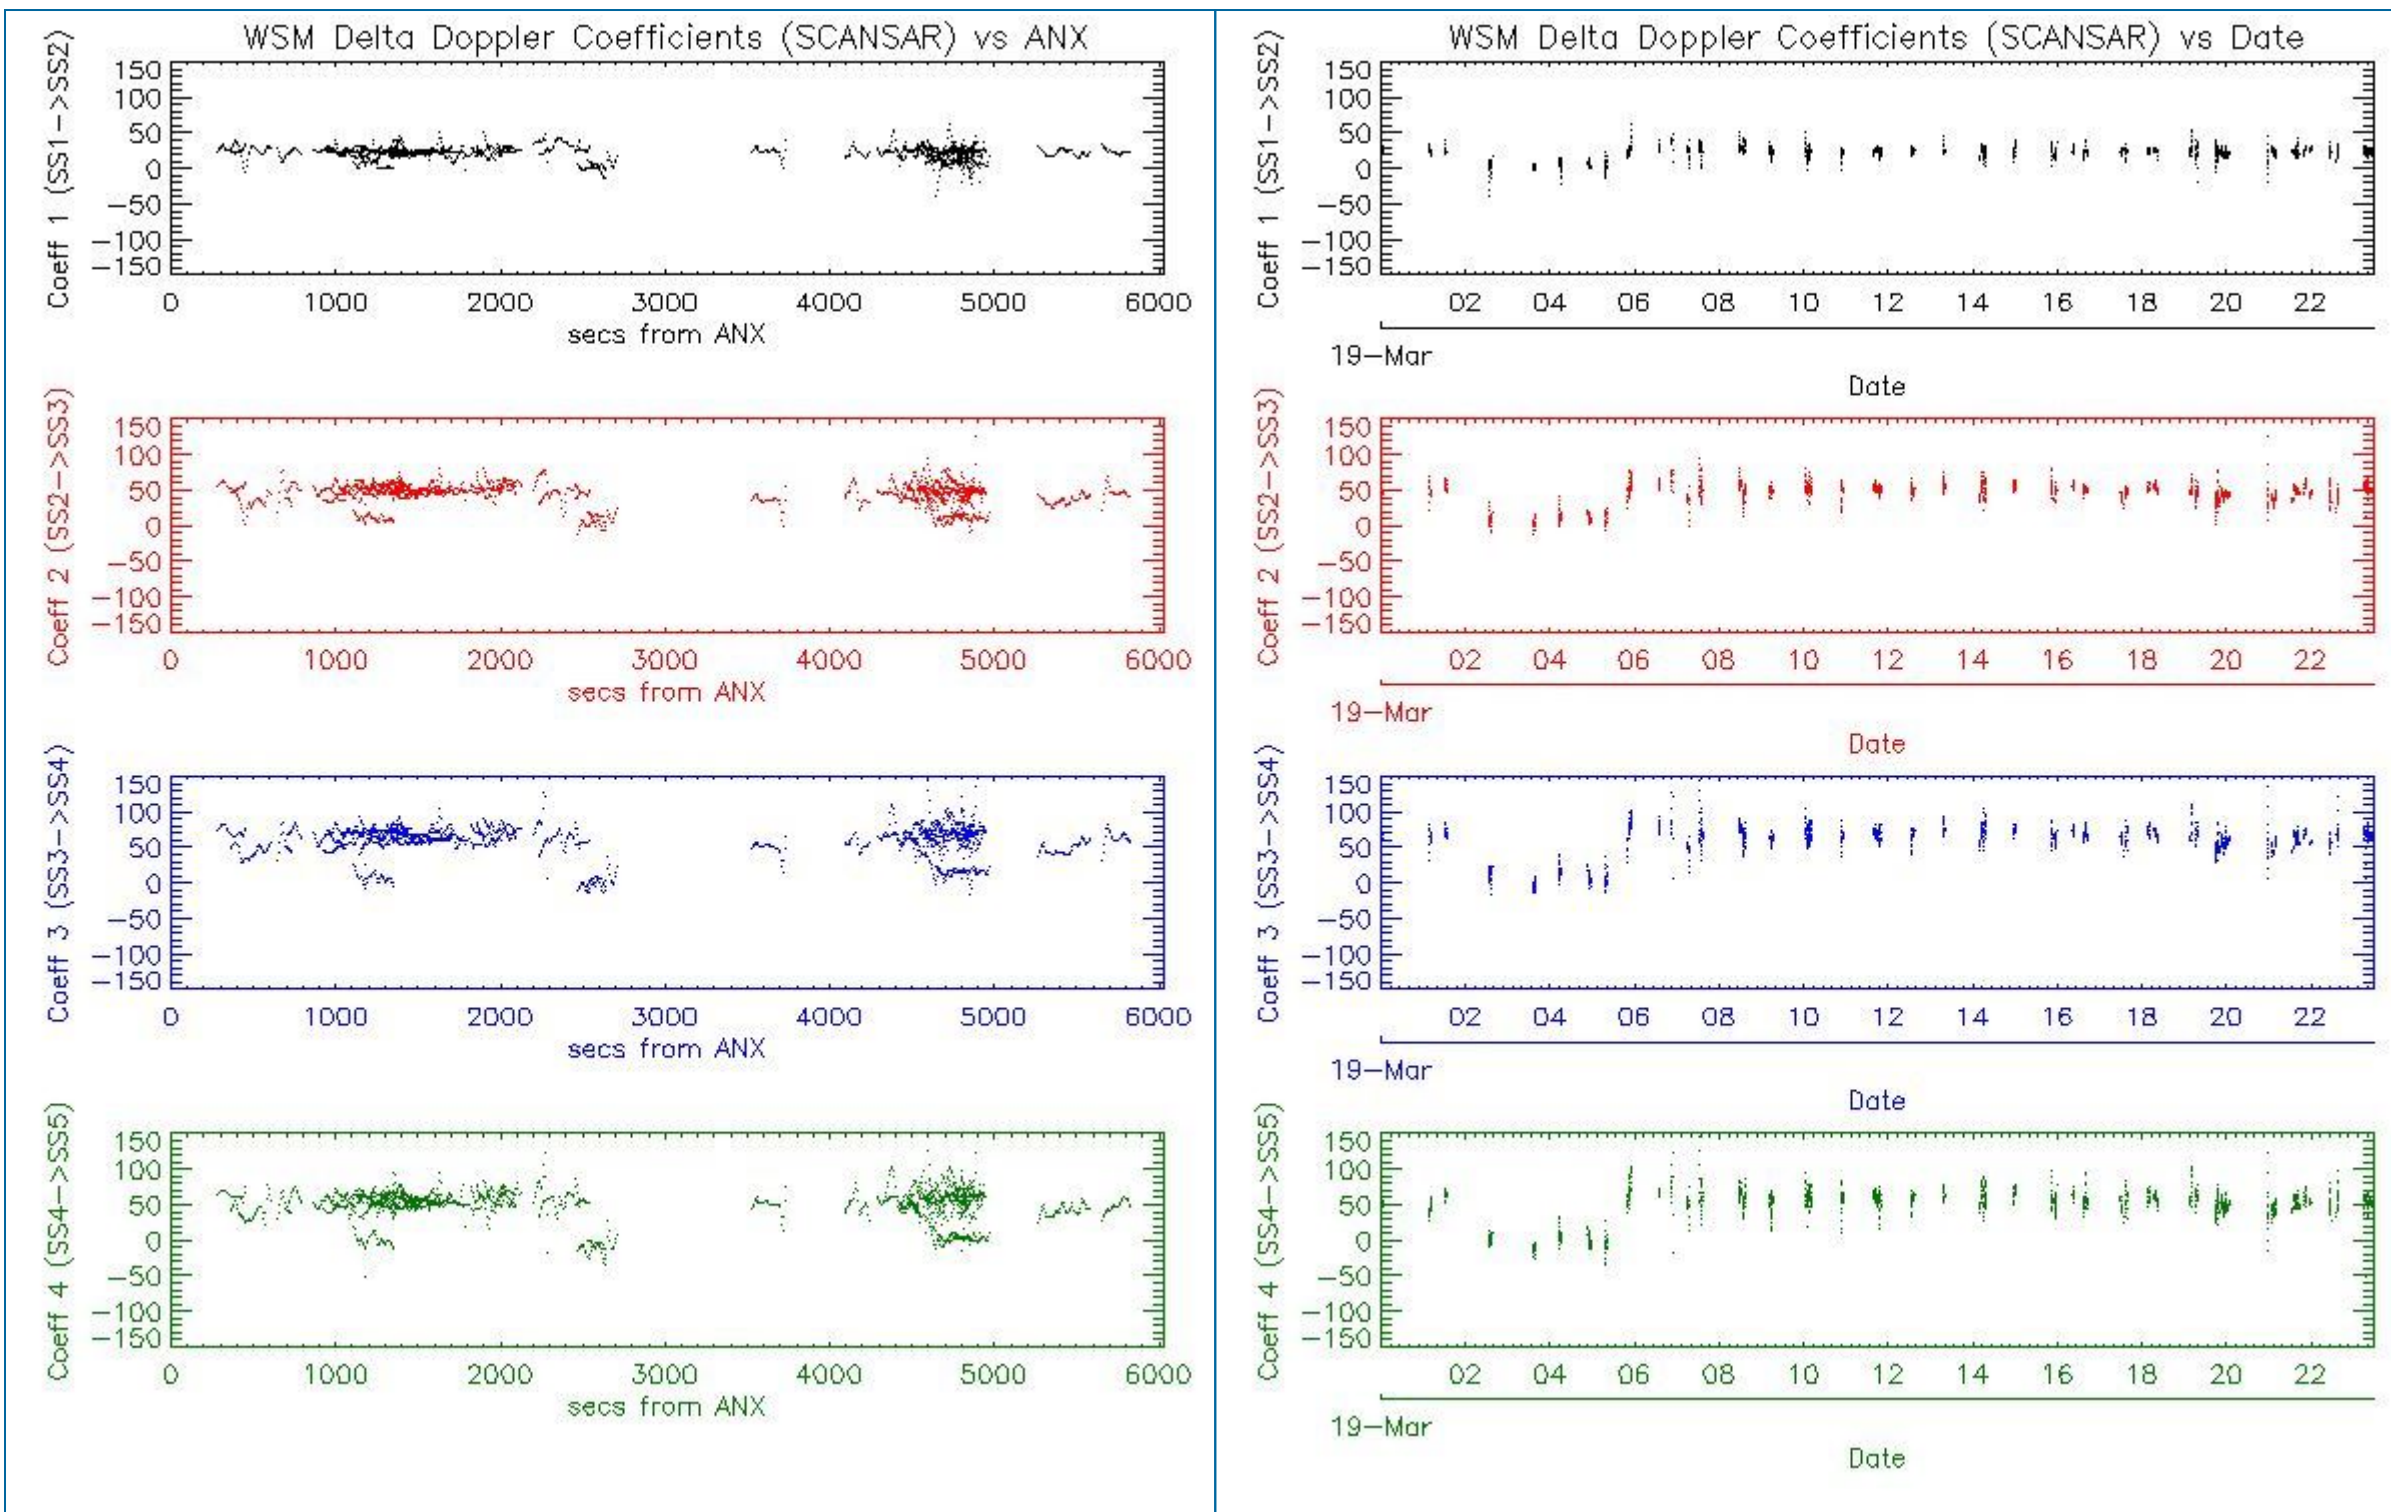 WSM Delta Doppler Coefficients (SCANSAR) vs ANX
Coeff 1 (SS1->SS2)
150
100
50
0
-50
-100
-150
0 1000 2000 3000 4000 5000 6000
secs from ANX
Coeff 2 (SS2->SS3)
150
100
50
0
-50
-100
-150
0 1000 2000 3000 4000 5000 6000
secs from ANX
Coeff 3 (SS3->SS4)
150
100
50
0
-50
-100
-150
0 1000 2000 3000 4000 5000 6000
secs from ANX
Coeff 4 (SS4->SS5)
150
100
50
0
-50
-100
-150
0 1000 2000 3000 4000 5000 6000
secs from ANX
WSM Delta Doppler Coefficients (SCANSAR) vs Date
Coeff 1 (SS1->SS2)
150
100
50
0
-50
-100
-150
02 04 06 08 10 12 14 16 18 20 22
19-Mar
Date
Coeff 2 (SS2->SS3)
150
100
50
0
-50
-100
-150
02 04 06 08 10 12 14 16 18 20 22
19-Mar
Date
Coeff 3 (SS3->SS4)
150
100
50
0
-50
-100
-150
02 04 06 08 10 12 14 16 18 20 22
19-Mar
Date
Coeff 4 (SS4->SS5)
150
100
50
0
-50
-100
-150
02 04 06 08 10 12 14 16 18 20 22
19-Mar
Date